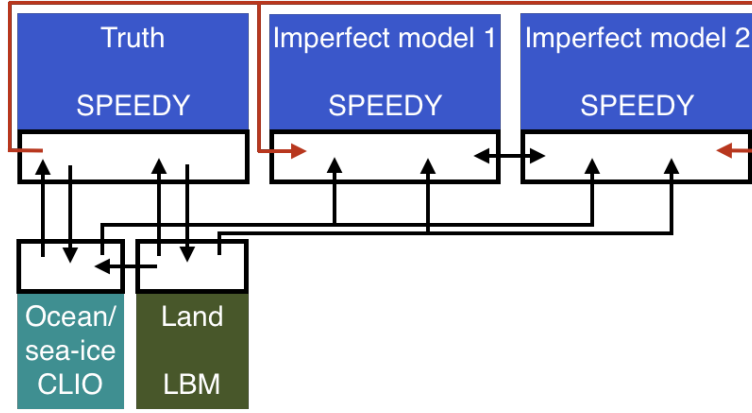 Truth
SPEEDY
Imperfect model 1
SPEEDY
Imperfect model 2
SPEEDY
Ocean/
sea-ice
CLIO
Land
LBM